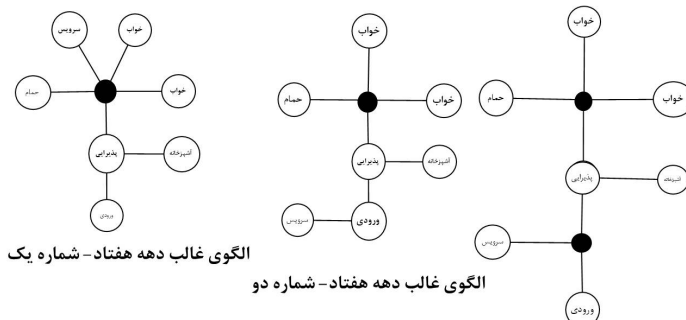 سرویس
خواب
خواب
حمام
پذیرایی
آشپزخانه
ورودی
الگوی غالب دهه هفتاد- شماره یک
خواب
خواب
حمام
پذیرایی
آشپزخانه
سرویس
ورودی
الگوی غالب دهه هفتاد- شماره دو
خواب
خواب
حمام
پذیرایی
آشپزخانه
سرویس
ورودی